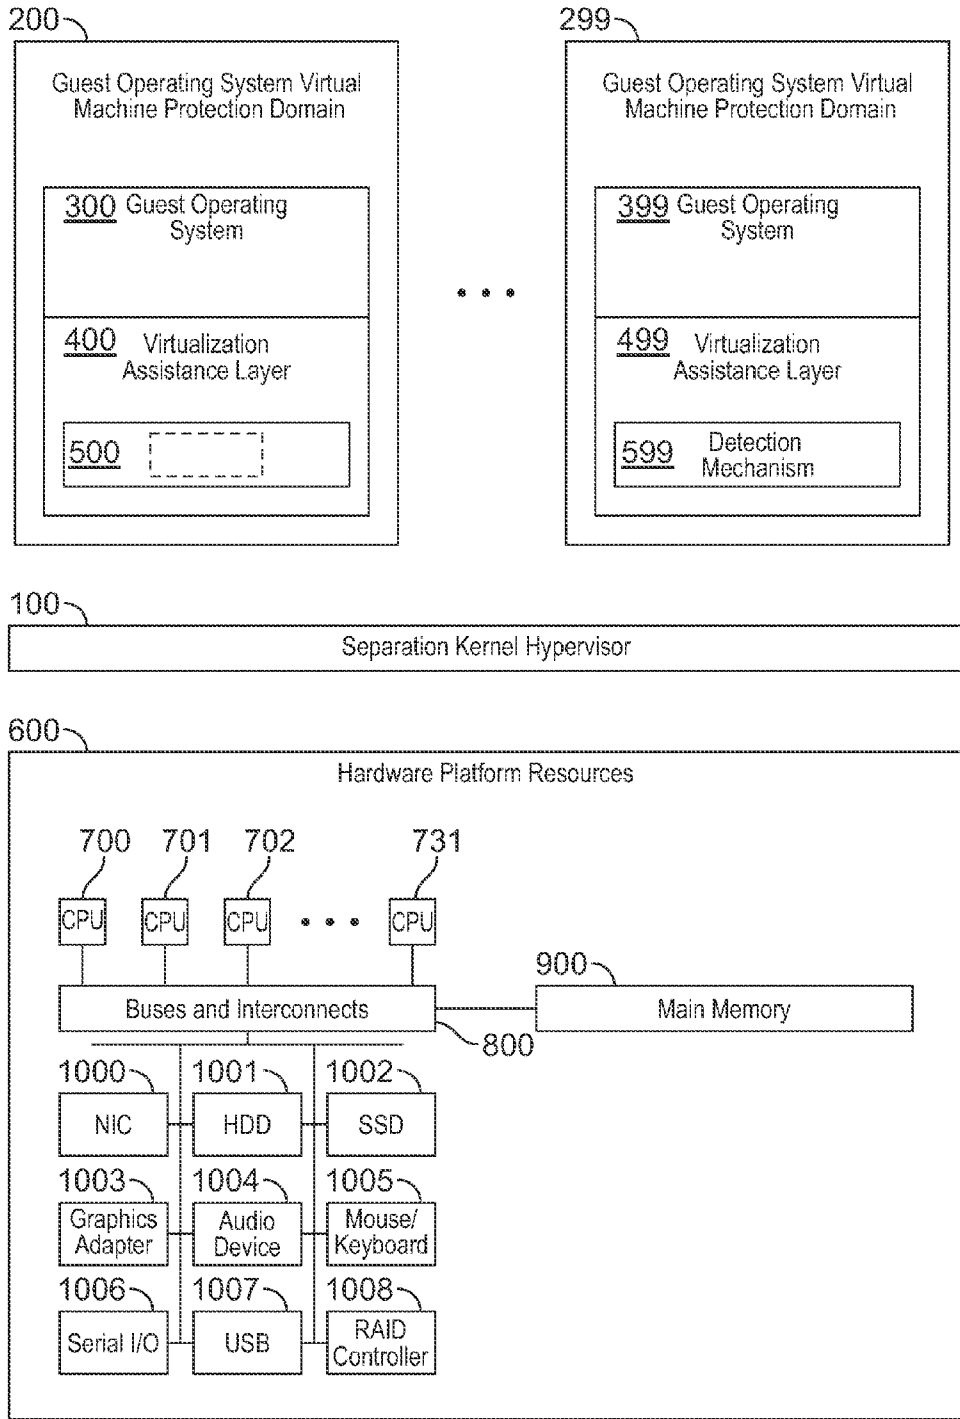 200
299
Guest Operating System Virtual
Machine Protection Domain
Guest Operating System Virtual
Machine Protection Domain
300 Guest Operating
System
399 Guest Operating
System
400 Virtualization
Assistance Layer
499 Virtualization
Assistance Layer
500
599 Detection
Mechanism
100
Separation Kernel Hypervisor
600
Hardware Platform Resources
700 701 702 731
CPU CPU CPU CPU
900
Buses and Interconnects
Main Memory
800
1000 1001 1002
NIC HDD SSD
1003 1004 1005
Graphics
Adapter
Audio
Device
Mouse/
Keyboard
1006 1007 1008
Serial I/O
USB
RAID
Controller